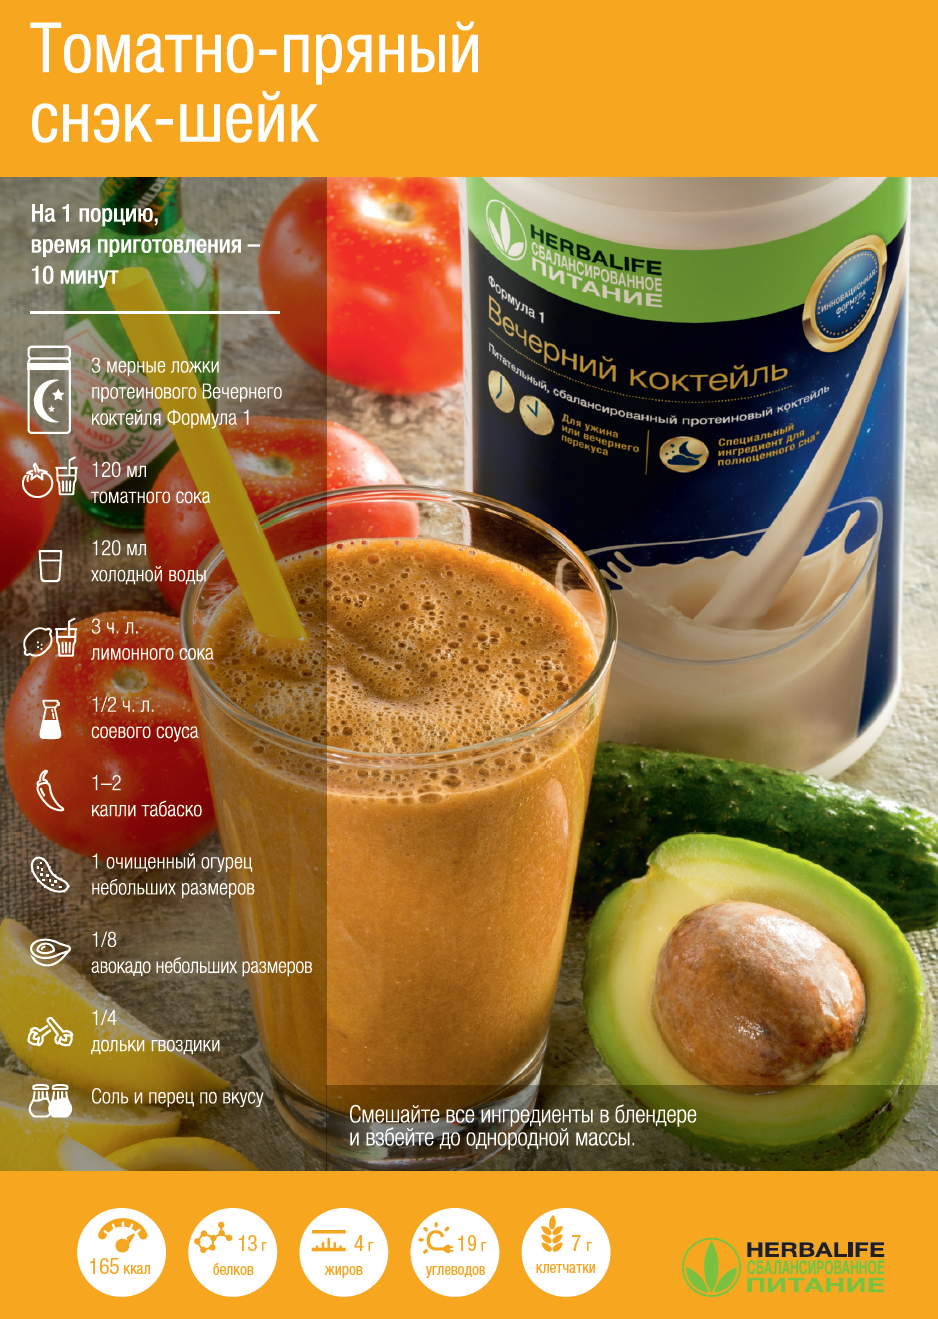 Томатно-пряный
снэк-шейк
На 1 порцию,
время приготовления –
10 минут
3 мерные ложки
протеинового Вечернего
коктейля Формула 1
120 мл
томатного сока
120 мл
холодной воды
3 ч. л.
лимонного сока
1/2 ч. л.
соевого соуса
1–2
капли табаско
1 очищенный огурец
небольших размеров
1/8
авокадо небольших размеров
1/4
дольки гвоздики
Соль и перец по вкусу
HERBALIFE
СБАЛАНСИРОВАННОЕ
ПИТАНИЕ
ИННОВАЦИОННАЯ
ФОРМУЛА
Формула 1
Вечерний коктейль
Питательный, сбалансированный протеиновый коктейль
Для ужина
или вечернего
перекуса
Специальный
ингредиент для
полноценного сна*
Смешайте все ингредиенты в блендере
и взбейте до однородной массы.
165 ккал
13 г
белков
4 г
жиров
19 г
углеводов
7 г
клетчатки
HERBALIFE
СБАЛАНСИРОВАННОЕ
ПИТАНИЕ